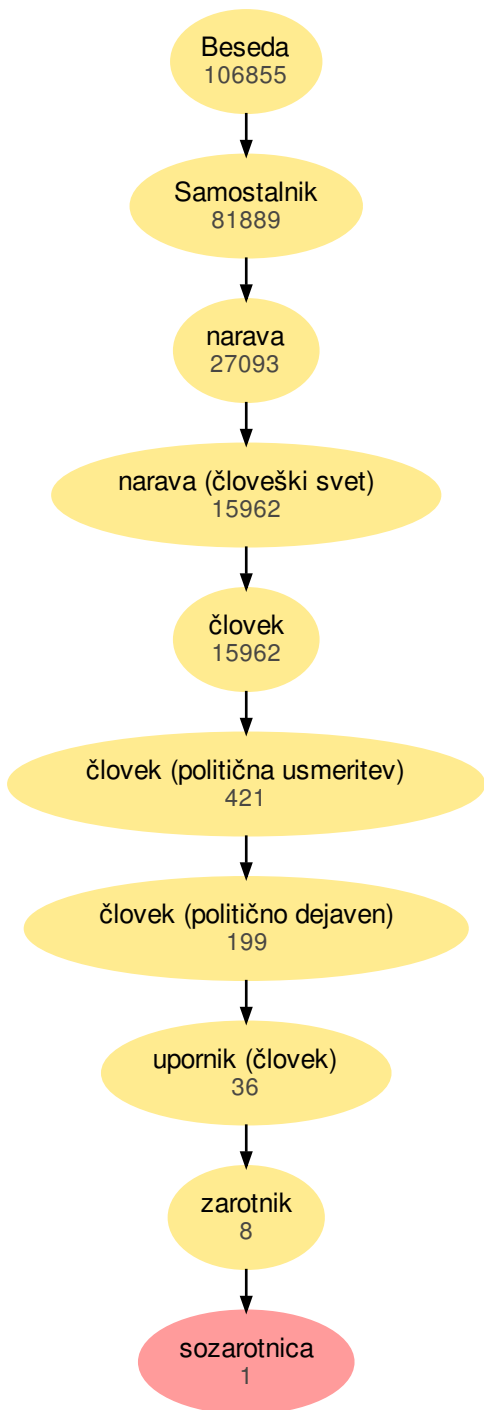 Beseda
106855
Samostalnik
81889
narava
27093
narava (človeški svet)
15962
človek
15962
človek (politična usmeritev)
421
človek (politično dejaven)
199
upornik (človek)
36
zarotnik
8
sozarotnica
1